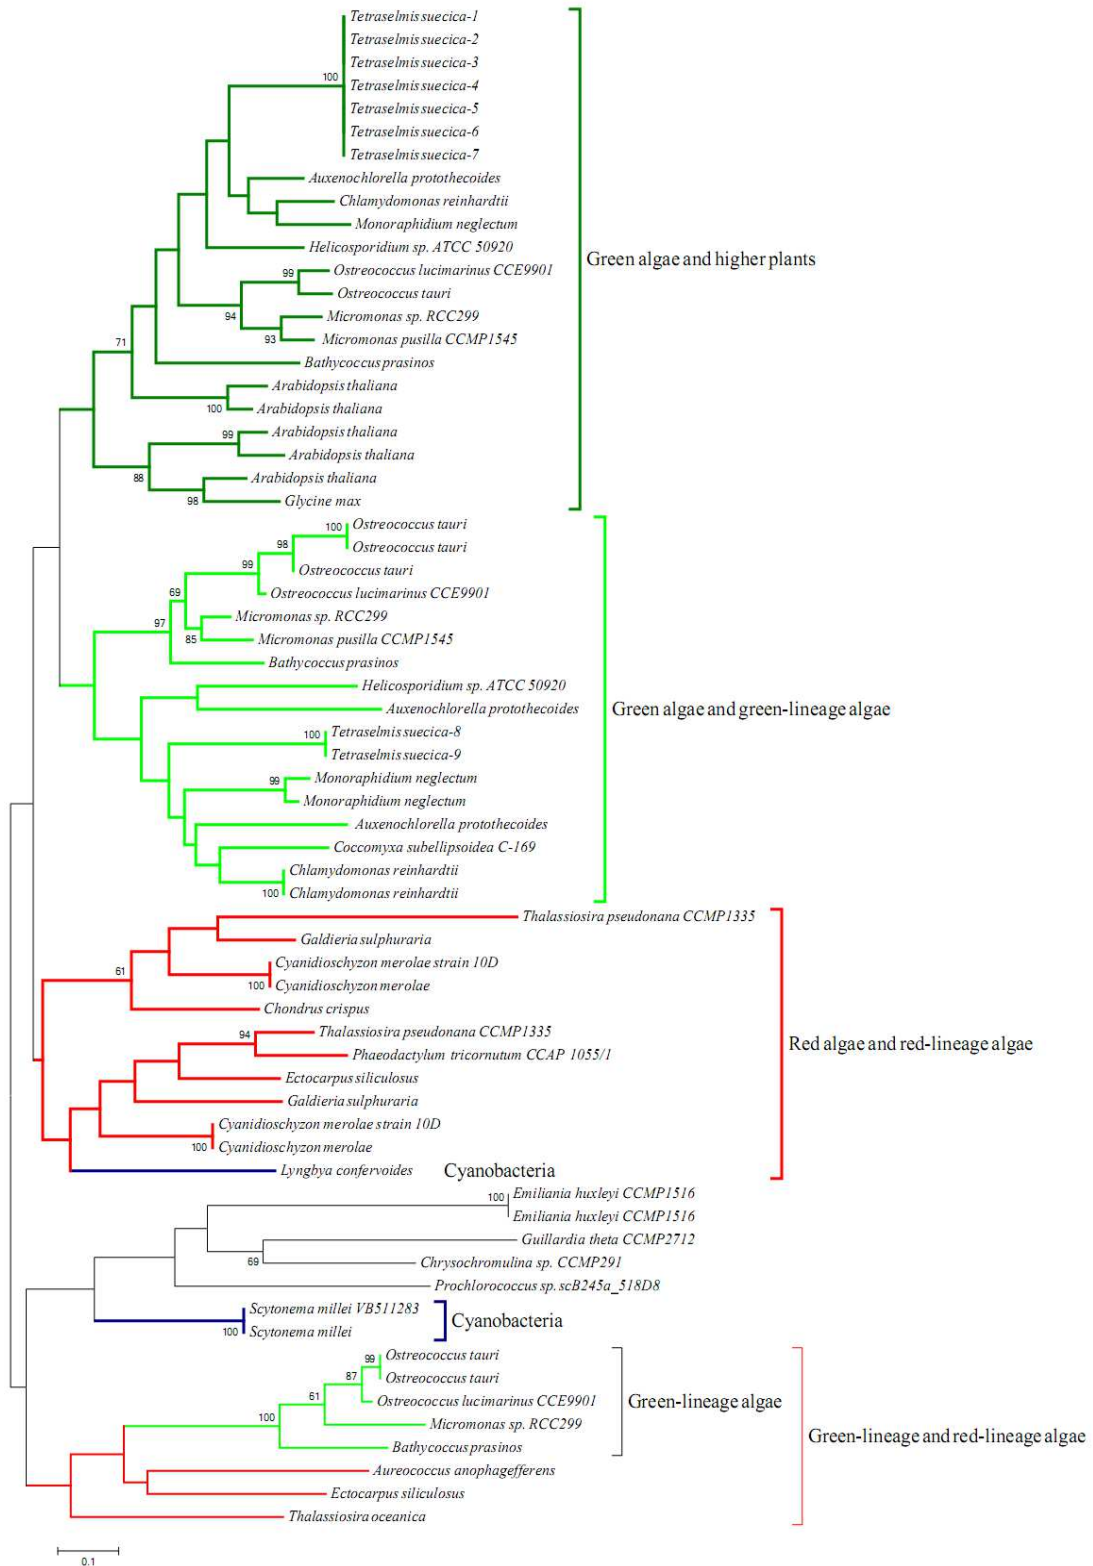 Tetraselmis suecica-1
Tetraselmis suecica-2
Tetraselmis suecica-3
100
Tetraselmis suecica-4
Tetraselmis suecica-5
Tetraselmis suecica-6
Tetraselmis suecica-7
Auxenochlorella protothecoides
Chlamydomonas reinhardtii
Monoraphidium neglectum
Helicosporidium sp. ATCC 50920
Green algae and higher plants
99
Ostreococcus lucimarinus CCE9901
Ostreococcus tauri
94
Micromonas sp. RCC299
93
Micromonas pusilla CCMP1545
71
Bathycoccus prasinos
Arabidopsis thaliana
100
Arabidopsis thaliana
99
Arabidopsis thaliana
Arabidopsis thaliana
88
Arabidopsis thaliana
98
Glycine max
100
Ostreococcus tauri
98
Ostreococcus tauri
99
Ostreococcus tauri
69
Ostreococcus lucimarinus CCE9901
97
Micromonas sp. RCC299
85
Micromonas pusilla CCMP1545
Bathycoccus prasinos
Helicosporidium sp. ATCC 50920
Auxenochlorella protothecoides
Green algae and green-lineage algae
100
Tetraselmis suecica-8
Tetraselmis suecica-9
99
Monoraphidium neglectum
Monoraphidium neglectum
Auxenochlorella protothecoides
Coccomyxa subellipsoidea C-169
Chlamydomonas reinhardtii
100
Chlamydomonas reinhardtii
Thalassiosira pseudonana CCMP1335
Galdieria sulphuraria
61
Cyanidioschyzon merolae strain 10D
100
Cyanidioschyzon merolae
Chondrus crispus
94
Thalassiosira pseudonana CCMP1335
Red algae and red-lineage algae
Phaeodactylum tricornutum CCAP 1055/1
Ectocarpus siliculosus
Galdieria sulphuraria
Cyanidioschyzon merolae strain 10D
100
Cyanidioschyzon merolae
Lyngbya confervoides
Cyanobacteria
100
Emiliania huxleyi CCMP1516
Emiliania huxleyi CCMP1516
Guillardia theta CCMP2712
69
Chrysochromulina sp. CCMP291
Prochlorococcus sp. scB245a_518D8
Scytonema millei VB511283
Cyanobacteria
100
Scytonema millei
99
Ostreococcus tauri
87
Ostreococcus tauri
61
Ostreococcus lucimarinus CCE9901
Green-lineage algae
100
Micromonas sp. RCC299
Green-lineage and red-lineage algae
Bathycoccus prasinos
Aureococcus anophagefferens
Ectocarpus siliculosus
Thalassiosira oceanica
0.1